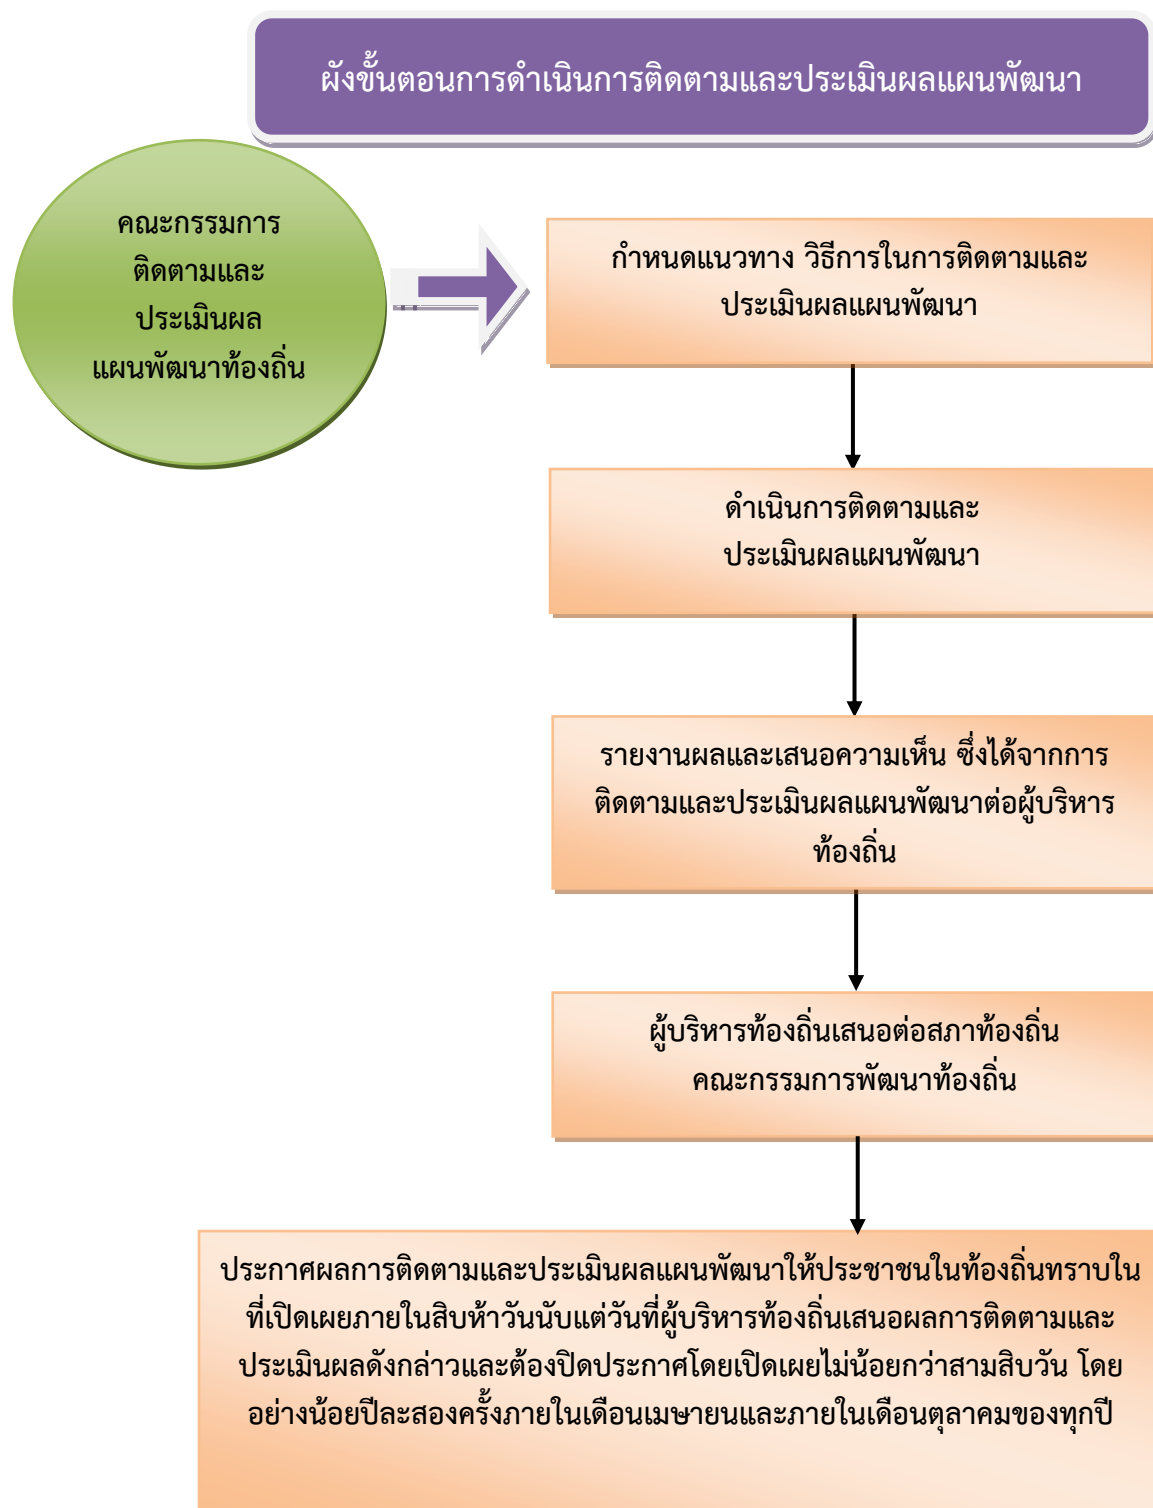 ผังขั้นตอนการดำเนินการติดตามและประเมินผลแผนพัฒนา
คณะกรรมการ
ติดตามและ
ประเมินผล
แผนพัฒนาท้องถิ่น
กำหนดแนวทาง วิธีการในการติดตามและ
ประเมินผลแผนพัฒนา
ดำเนินการติดตามและ
ประเมินผลแผนพัฒนา
รายงานผลและเสนอความเห็น ซึ่งได้จากการ
ติดตามและประเมินผลแผนพัฒนาต่อผู้บริหาร
ท้องถิ่น
ผู้บริหารท้องถิ่นเสนอต่อสภาท้องถิ่น
คณะกรรมการพัฒนาท้องถิ่น
ประกาศผลการติดตามและประเมินผลแผนพัฒนาให้ประชาชนในท้องถิ่นทราบใน
ที่เปิดเผยภายในสิบห้าวันนับแต่วันที่ผู้บริหารท้องถิ่นเสนอผลการติดตามและ
ประเมินผลดังกล่าวและต้องปิดประกาศโดยเปิดเผยไม่น้อยกว่าสามสิบวัน โดย
อย่างน้อยปีละสองครั้งภายในเดือนเมษายนและภายในเดือนตุลาคมของทุกปี